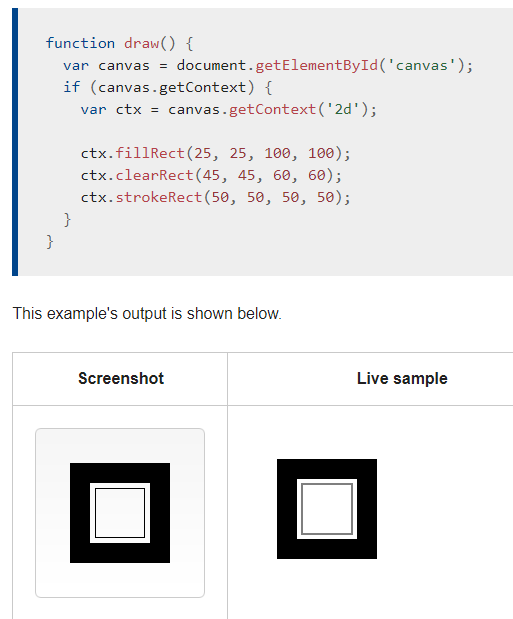 function draw() {
  var canvas = document.getElementById('canvas');
  if (canvas.getContext) {
    var ctx = canvas.getContext('2d');
    ctx.fillRect(25, 25, 100, 100);
    ctx.clearRect(45, 45, 60, 60);
    ctx.strokeRect(50, 50, 50, 50);
  }
}
This example's output is shown below.
Screenshot Live sample